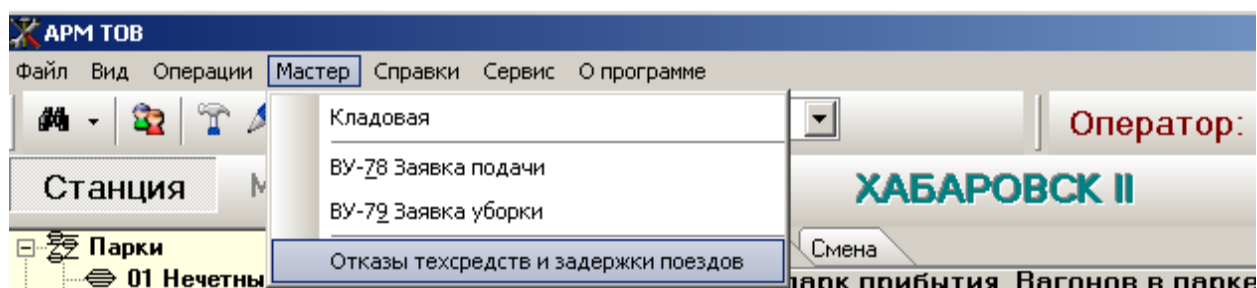 АРМ ТОВ
Файл Вид Операции Мастер Справки Сервис О программе
Оператор:
Кладовая
ВУ-78 Заявка подачи
Станция
ХАБАРОВСК II
ВУ-79 Заявка уборки
Парки
Смена
Отказы техсредств и задержки поездов
01 Нечетны
парк прибытия Вагонов в парке